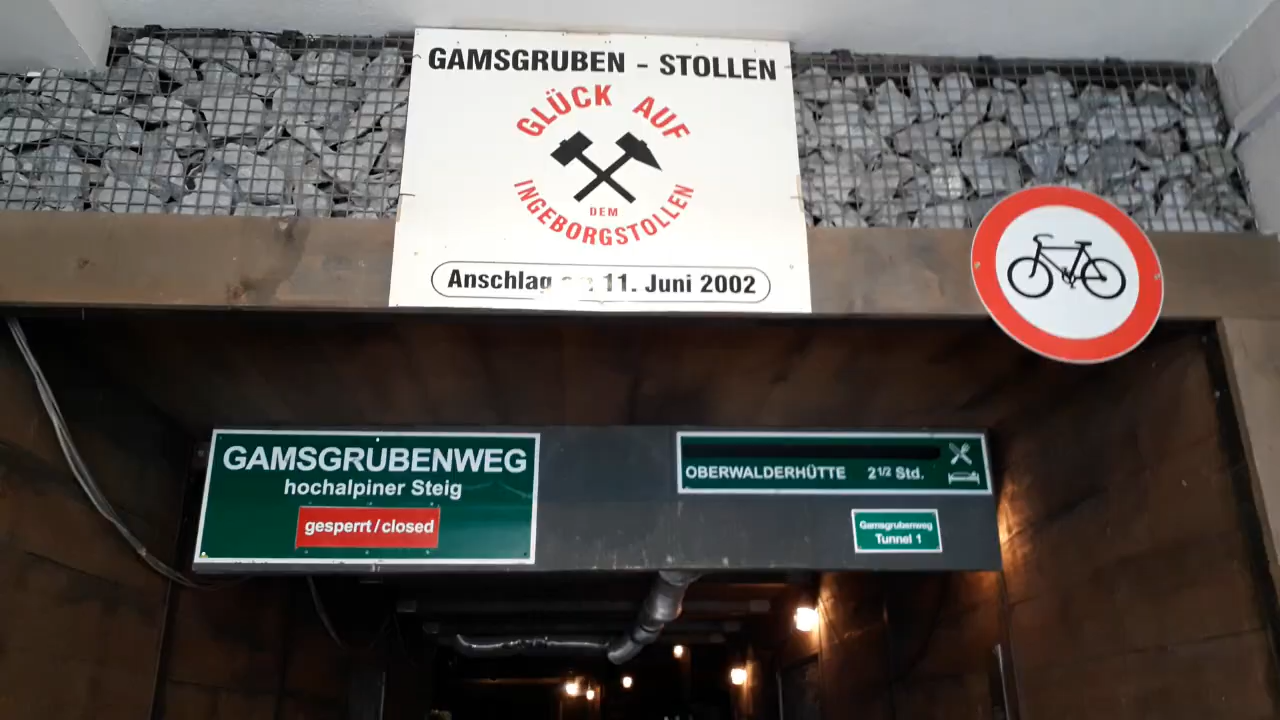 GAMSGRUBEN - STOLLEN
GLÜCK AUF
DEM
INGEBORGSTOLLEN
Anschlag 11. Juni 2002
GAMSGRUBENWEG
hochalpiner Steig
gesperrt/closed
OBERWALDERHÜTTE 2 1/2 Std.
Gamsgrubenweg
Tunnel 1